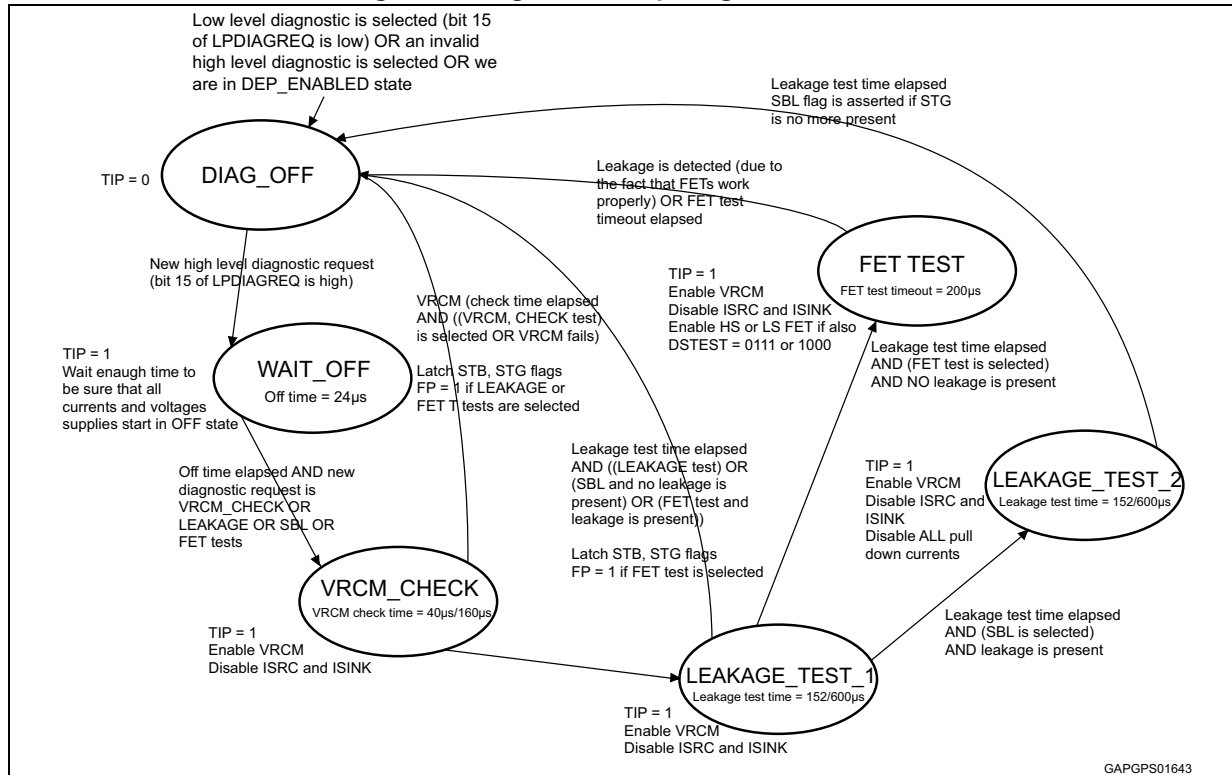 Low level diagnostic is selected (bit 15
of LPDIAGREQ is low) OR an invalid
high level diagnostic is selected OR we
are in DEP_ENABLED state
Leakage test time elapsed
SBL flag is asserted if STG
is no more present
DIAG_OFF
TIP = 0
Leakage is detected (due to
the fact that FETs work
properly) OR FET test
timeout elapsed
New high level diagnostic request
(bit 15 of LPDIAGREQ is high)
FET TEST
FET test timeout = 200µs
TIP = 1
Enable VRCM
Disable ISRC and ISINK
Enable HS or LS FET if also
DSTEST = 0111 or 1000
VRCM (check time elapsed
AND ((VRCM, CHECK test)
is selected OR VRCM fails)
Latch STB, STG flags
FP = 1 if LEAKAGE or
FET T tests are selected
TIP = 1
Wait enaugh time to
be sure that all
currents and voltages
supplies start in OFF state
WAIT_OFF
Off time = 24µs
Leakage test time elapsed
AND (FET test is selected)
AND NO leakage is present
Off time elapsed AND new
diagnostic request is
VRCM_CHECK OR
LEAKAGE OR SBL OR
FET tests
Leakage test time elapsed
AND ((LEAKAGE test) OR
(SBL and no leakage is
present) OR (FET test and
leakage is present))
Latch STB, STG flags
FP = 1 if FET test is selected
TIP = 1
Enable VRCM
Disable ISRC and
ISINK
Disable ALL pull
down currents
LEAKAGE_TEST_2
Leakage test time = 152/600µs
VRCM_CHECK
VRCM check time = 40µs/160µs
TIP = 1
Enable VRCM
Disable ISRC and ISINK
Leakage test time elapsed
AND (SBL is selected)
AND leakage is present
LEAKAGE_TEST_1
Leakage test time = 152/600µs
TIP = 1
Enable VRCM
Disable ISRC and ISINK
GAPGPS01643